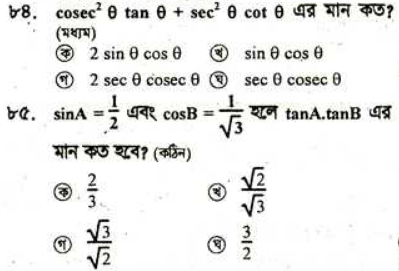 ৮৪. cosec² θ tan θ + sec² θ cot θ এর মান কত?
(মধ্যম)
ক 2 sin θ cos θ খ sin θ cos θ
গ 2 sec θ cosec θ ঘ sec θ cosec θ
৮৫. sinA = 1/2 এবং cosB = 1/√3 হলে tanA.tanB এর
মান কত হবে? (কঠিন)
ক 2/3 খ √2/√3
গ √3/√2 ঘ 3/2